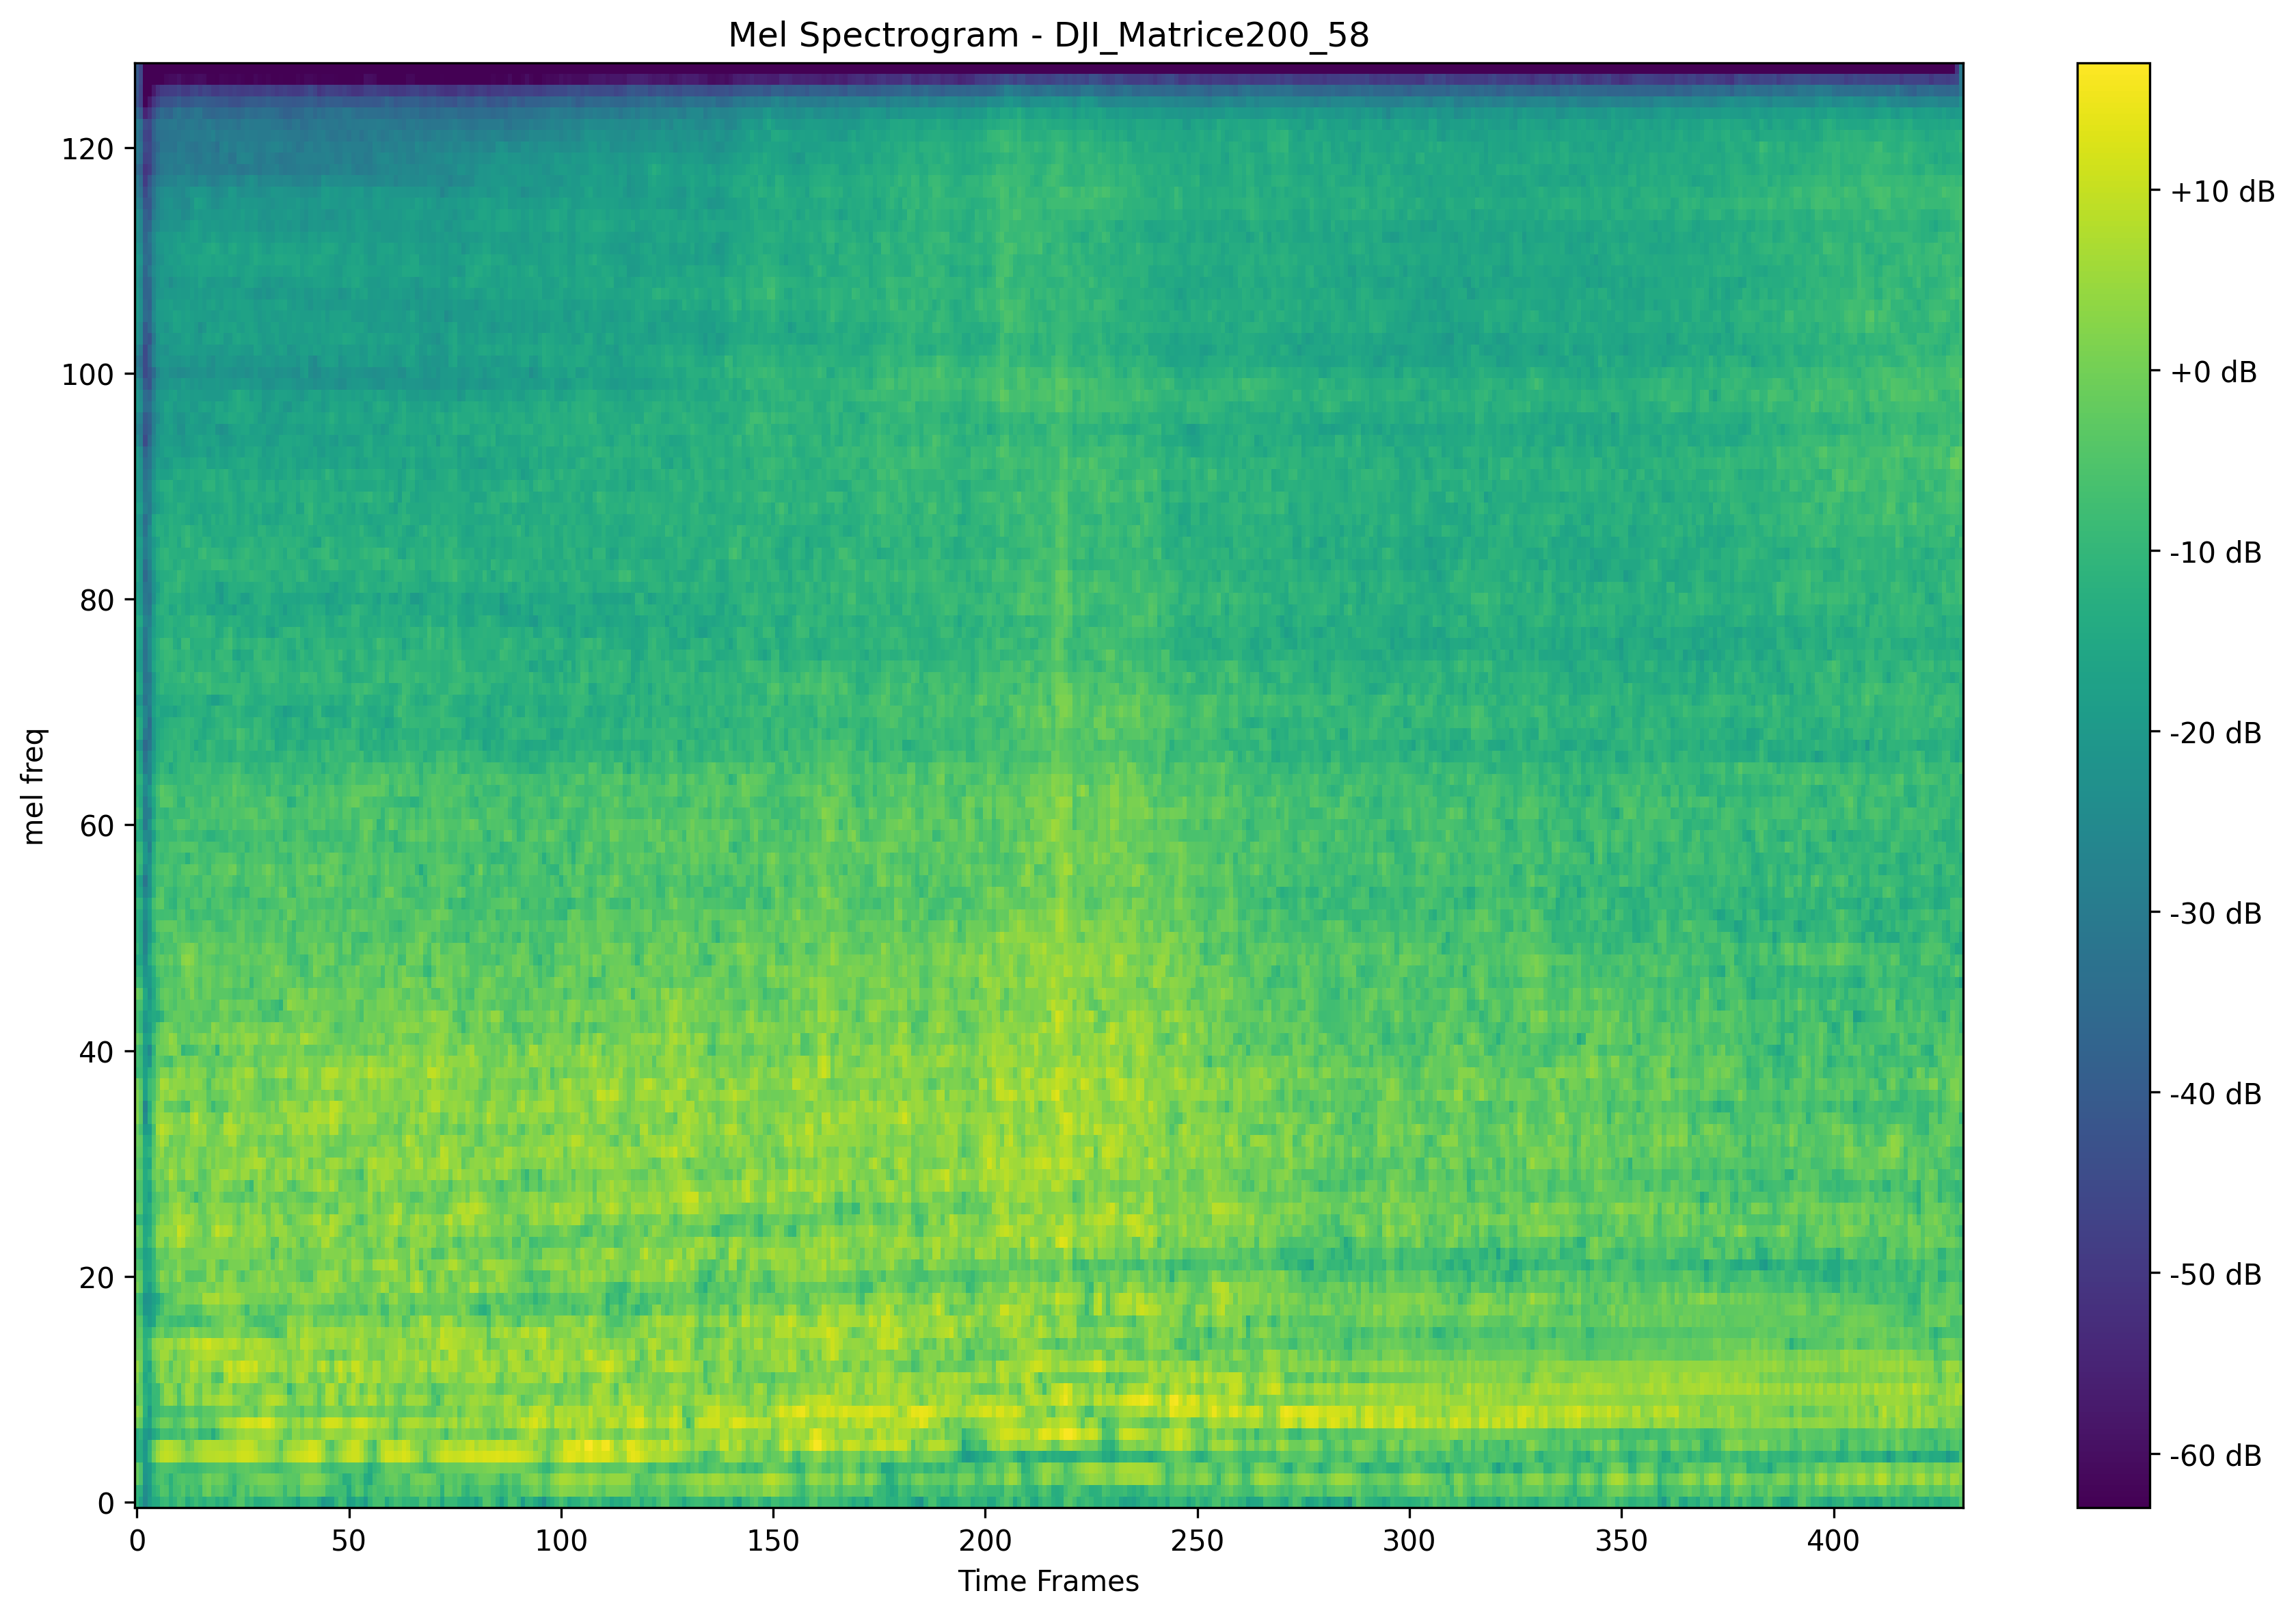 Mel Spectrogram - DJI_Matrice200_58
mel freq
120
100
80
60
40
20
0
0 50 100 150 200 250 300 350 400
Time Frames
+10 dB
+0 dB
-10 dB
-20 dB
-30 dB
-40 dB
-50 dB
-60 dB